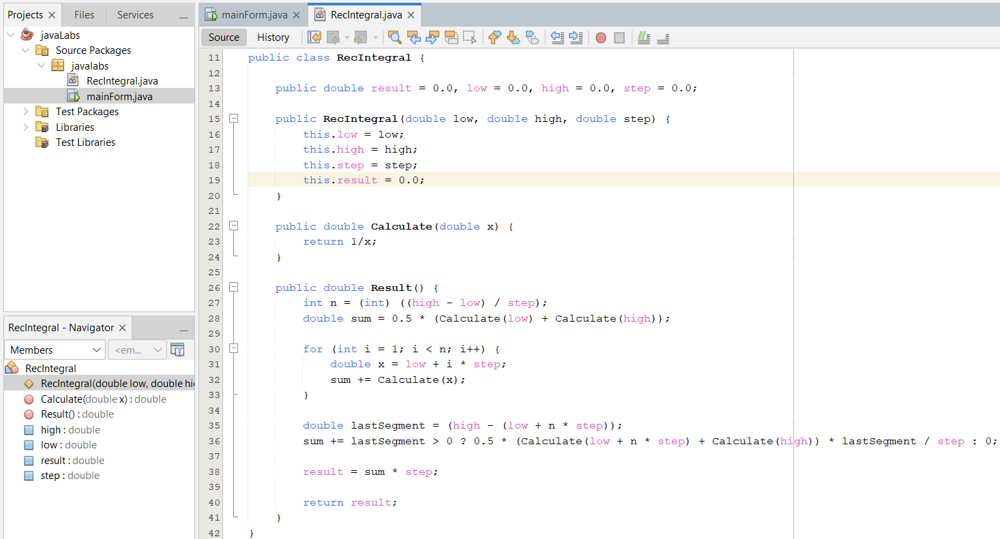 Projects Files Services
javaLabs
Source Packages
javalabs
RecIntegral.java
mainForm.java
Test Packages
Libraries
Test Libraries
RecIntegral - Navigator
Members <em...
RecIntegral
RecIntegral(double low, double hi
Calculate(double x) : double
Result() : double
high : double
low : double
result : double
step : double
mainForm.java RecIntegral.java
Source History
11 public class RecIntegral {
12
13 public double result = 0.0, low = 0.0, high = 0.0, step = 0.0;
14
15 public RecIntegral(double low, double high, double step) {
16 this.low = low;
17 this.high = high;
18 this.step = step;
19 this.result = 0.0;
20 }
21
22 public double Calculate(double x) {
23 return 1/x;
24 }
25
26 public double Result() {
27 int n = (int) ((high - low) / step);
28 double sum = 0.5 * (Calculate(low) + Calculate(high));
29
30 for (int i = 1; i < n; i++) {
31 double x = low + i * step;
32 sum += Calculate(x);
33 }
34
35 double lastSegment = (high - (low + n * step));
36 sum += lastSegment > 0 ? 0.5 * (Calculate(low + n * step) + Calculate(high)) * lastSegment / step : 0;
37
38 result = sum * step;
39
40 return result;
41 }
42 }